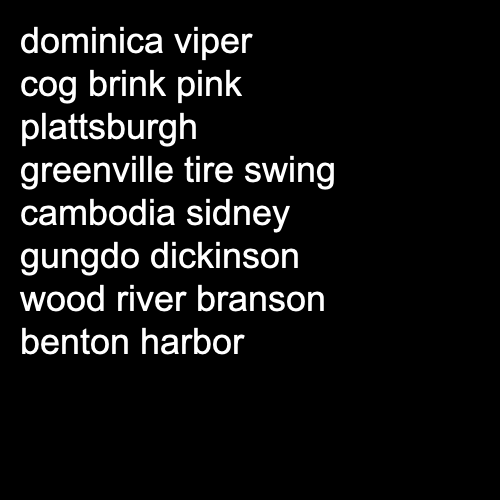 dominica viper
cog brink pink
plattsburgh
greenville tire swing
cambodia sidney
gungdo dickinson
wood river branson
benton harbor